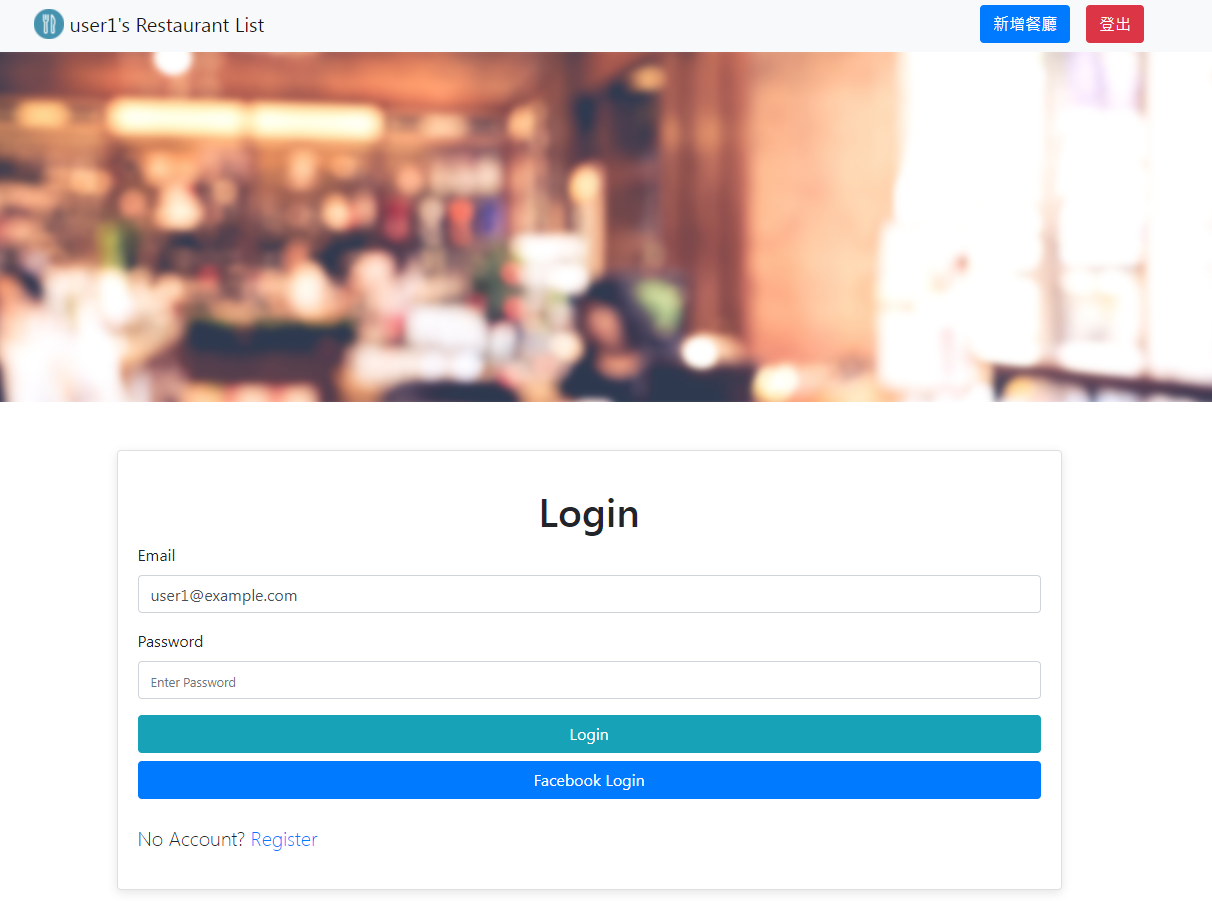 user1's Restaurant List
新增餐廳
登出
Login
Email
user1@example.com
Password
Enter Password
Login
Facebook Login
No Account? Register